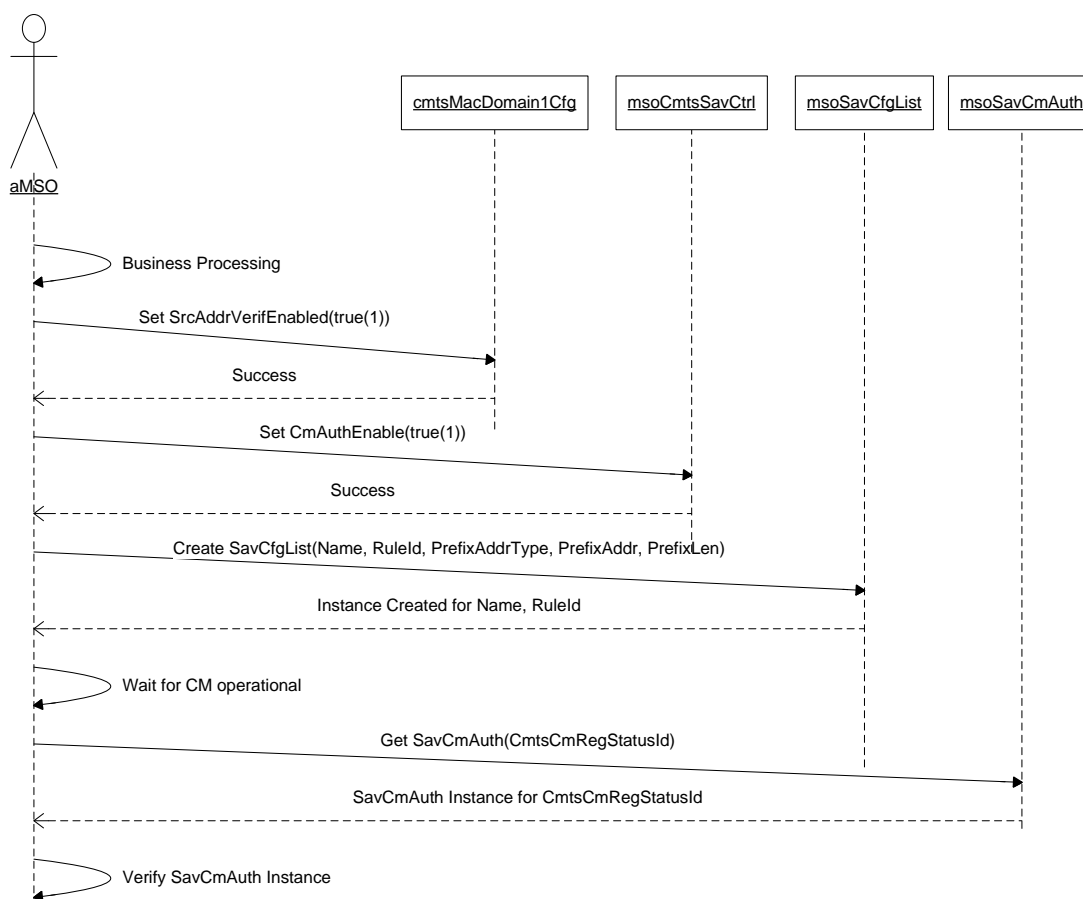 cmtsMacDomain1Cfg
msoCmtsSavCtrl
msoSavCfgList
msoSavCmAuth
aMSO
Business Processing
Set SrcAddrVerifEnabled(true(1))
Success
Set CmAuthEnable(true(1))
Success
Create SavCfgList(Name, RuleId, PrefixAddrType, PrefixAddr, PrefixLen)
Instance Created for Name, RuleId
Wait for CM operational
Get SavCmAuth(CmtsCmRegStatusId)
SavCmAuth Instance for CmtsCmRegStatusId
Verify SavCmAuth Instance